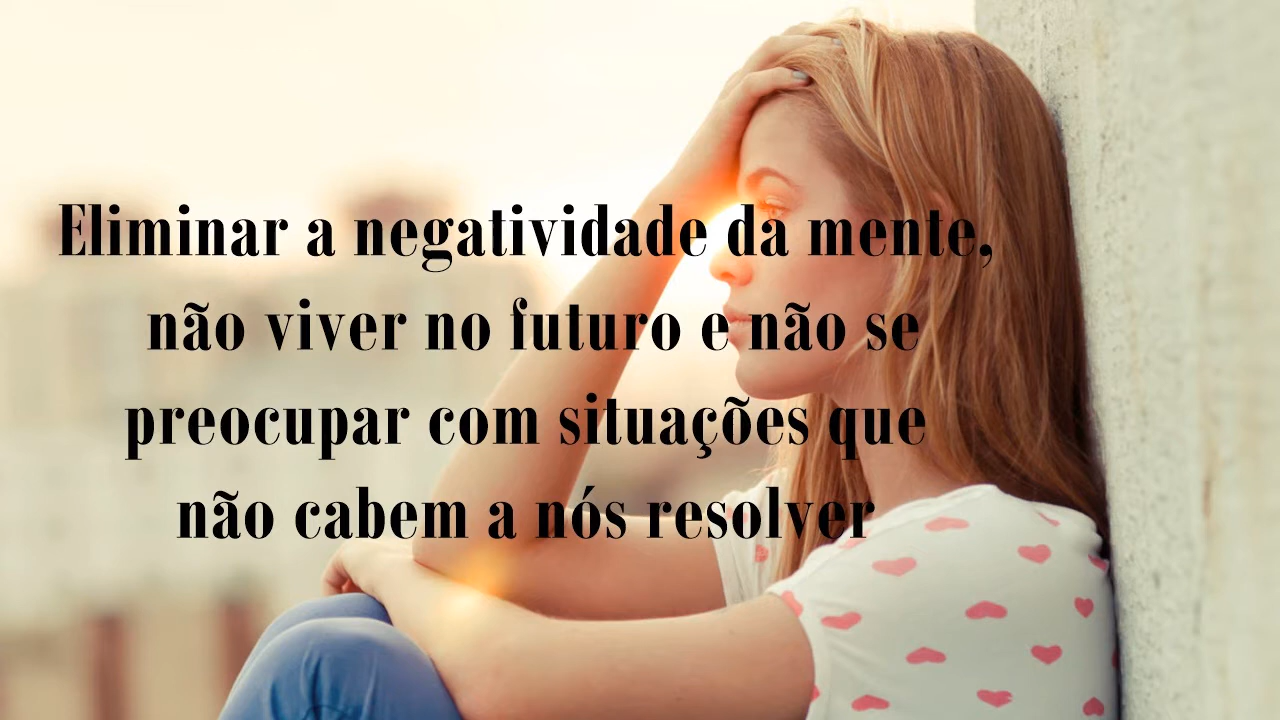 Eliminar a negatividade da mente,
não viver no futuro e não se
preocupar com situações que
não cabem a nós resolver